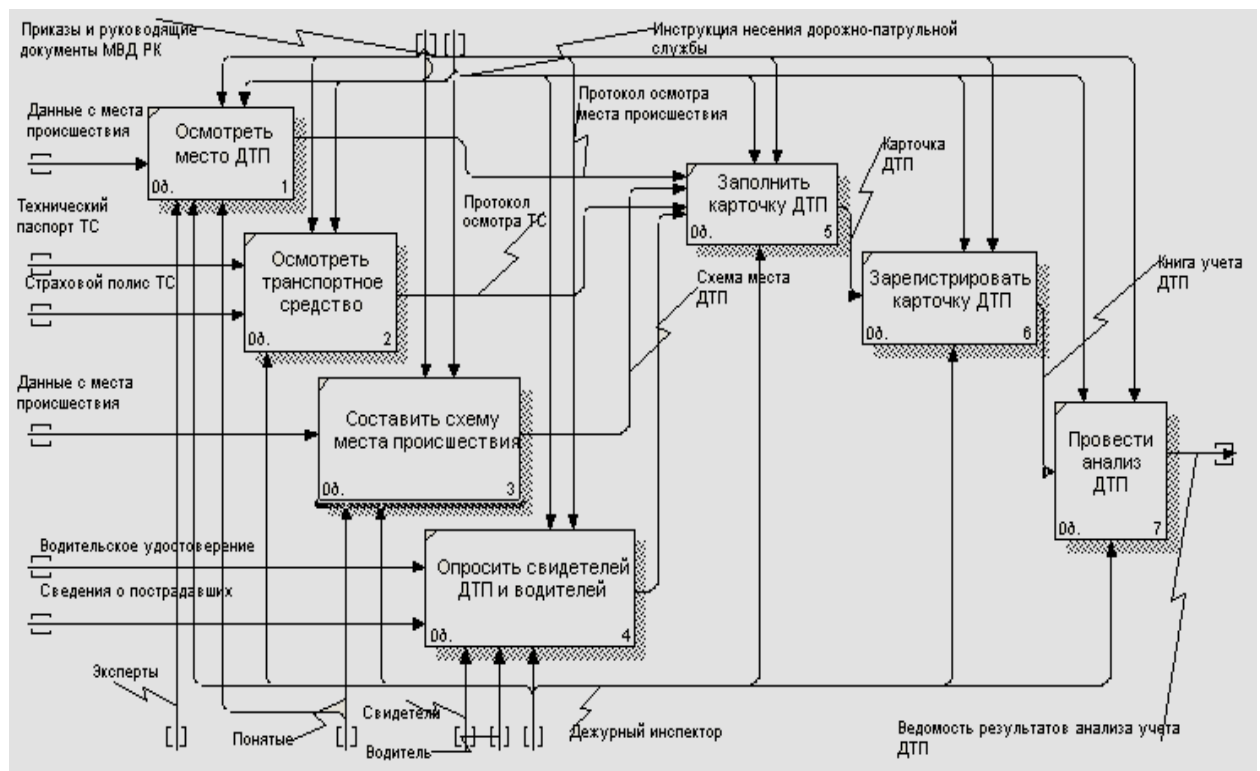 Приказы и руководящие
документы МВД РК
Инструкция несения дорожно-патрульной
службы
Данные с места
происшествия
Осмотреть
место ДТП
0д.
1
Протокол осмотра
места происшествия
Карточка
ДТП
Заполнить
карточку ДТП
0д.
5
Технический
паспорт ТС
Протокол
осмотра ТС
Страховой полис ТС
Осмотреть
транспортное
средство
0д.
2
Схема места
ДТП
Зарегистрировать
карточку ДТП
0д.
6
Книга учета
ДТП
Данные с места
происшествия
Составить схему
места происшествия
0д.
3
Провести
анализ
ДТП
0д.
7
Водительское удостоверение
Сведения о пострадавших
Опросить свидетелей
ДТП и водителей
0д.
4
Эксперты
Понятые
Свидетели
Водитель
Дежурный инспектор
Ведомость результатов анализа учета
ДТП